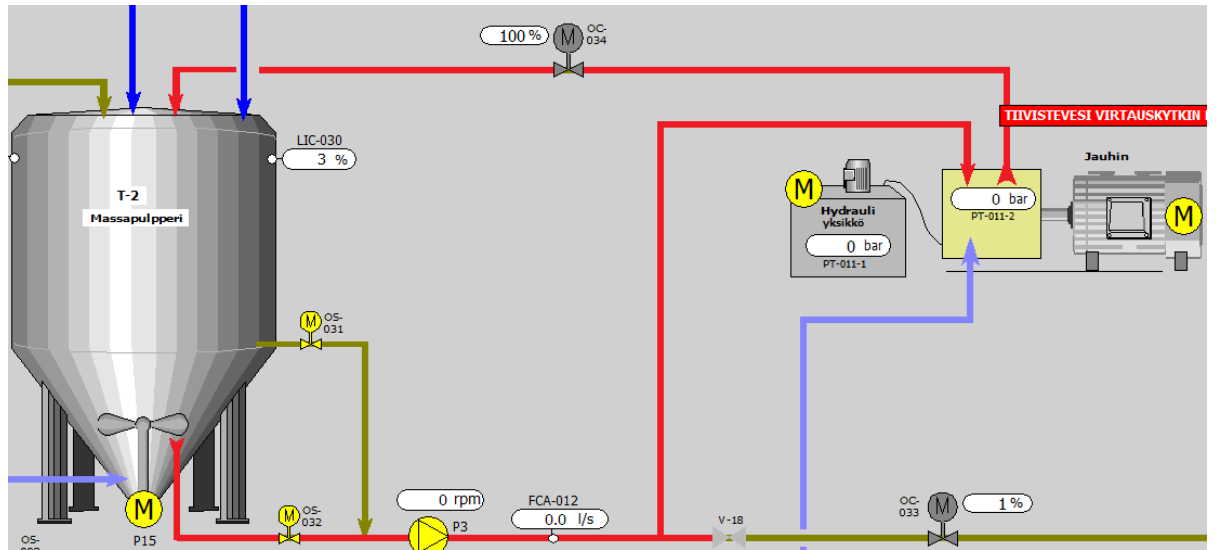 100 %
M
OC-
034
TIIVISTEVESI VIRTAUSKYTKIN
LIC-030
3 %
T-2
Massapulpperi
Jauhin
M
Hydrauli
yksikkö
0 bar
PT-011-1
0 bar
PT-011-2
M
M
OS-
031
M
P15
M
OS-
032
0 rpm
P3
FCA-012
0.0 l/s
V-18
OC-
033
M
1 %
OS-